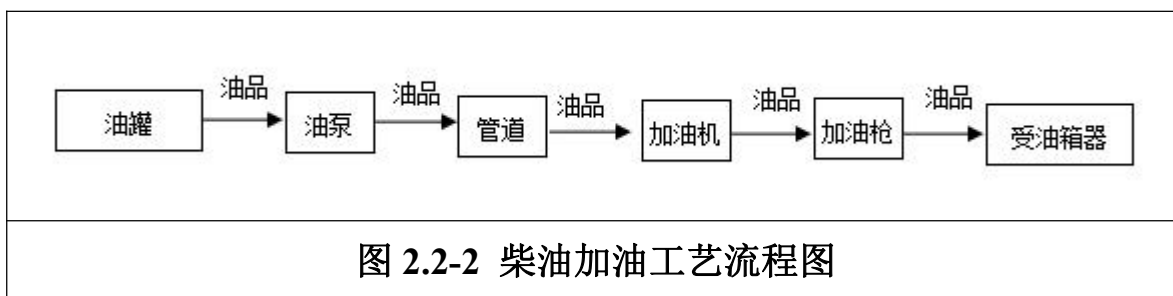 油品 油品 油品 油品 油品
油罐 油泵 管道 加油机 加油枪 受油箱器
图 2.2-2 柴油加油工艺流程图